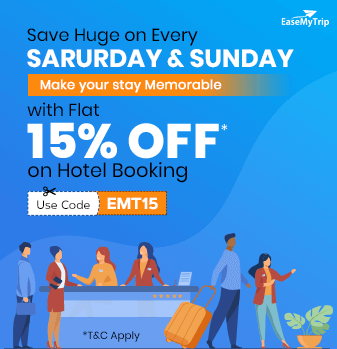 EaseMyTrip
Save Huge on Every
SARURDAY & SUNDAY
Make your stay Memorable
with Flat
15% OFF*
on Hotel Booking
Use Code EMT15
*T&C Apply